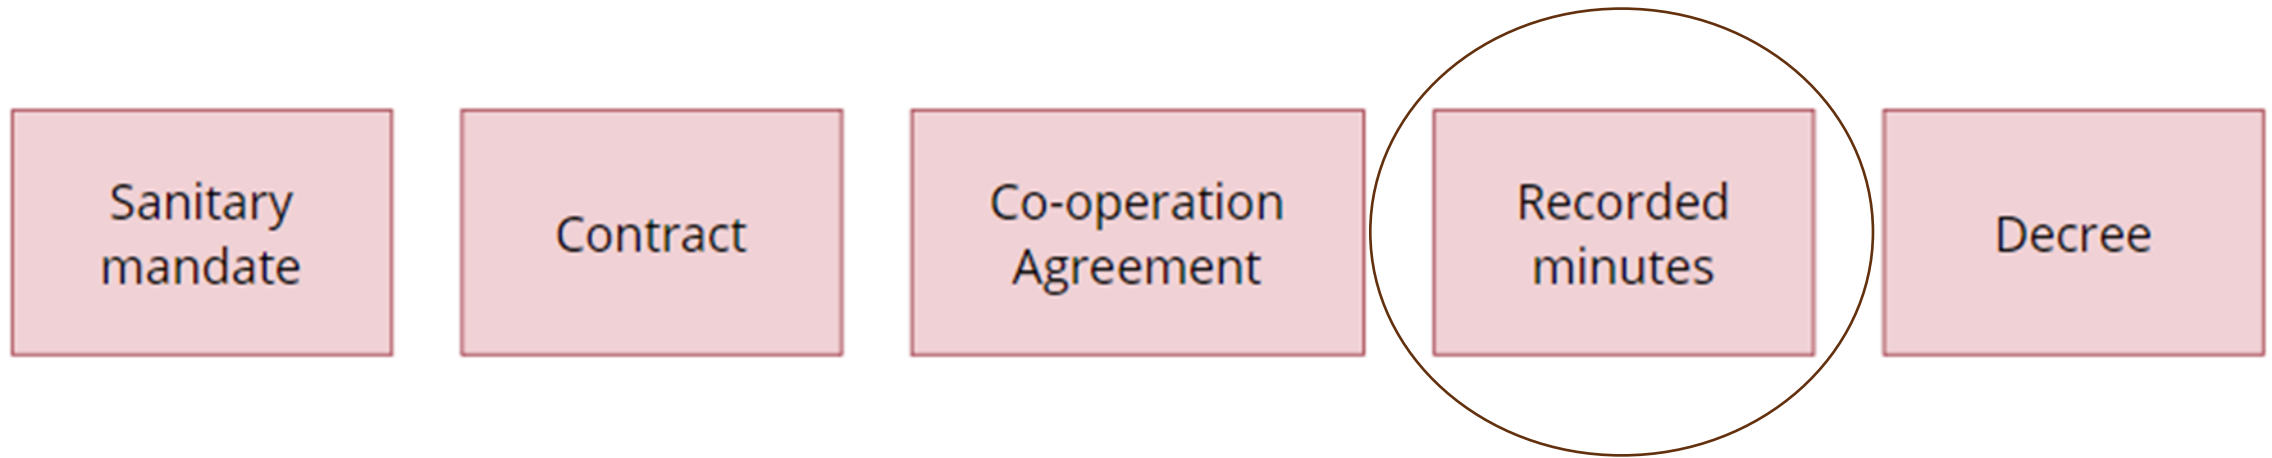 Sanitary
mandate
Contract
Co-operation
Agreement
Recorded
minutes
Decree